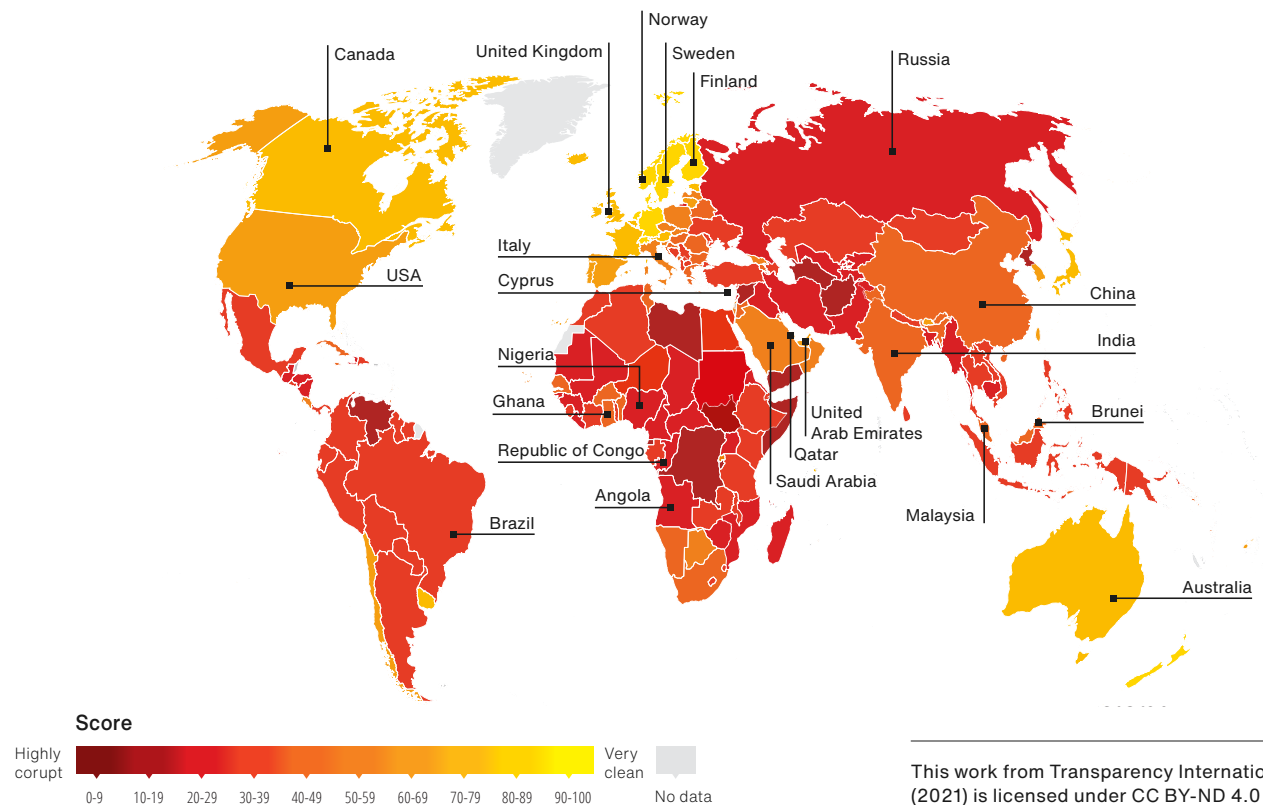 Norway
Canada
United Kingdom
Sweden
Russia
Finland
Italy
USA
Cyprus
China
Nigeria
India
Ghana
United
Arab Emirates
Brunei
Republic of Congo
Qatar
Saudi Arabia
Angola
Malaysia
Brazil
Australia
Score
Highly
corupt
Very
clean
0-9
10-19
20-29
30-39
40-49
50-59
60-69
70-79
80-89
90-100
No data
This work from Transparency Internatio
(2021) is licensed under CC BY-ND 4.0